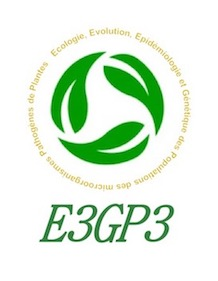 Ecologie, Evolution, Epidémiologie et Génétique des Populations des microorganismes Pathogènes de Plantes
E3GP3